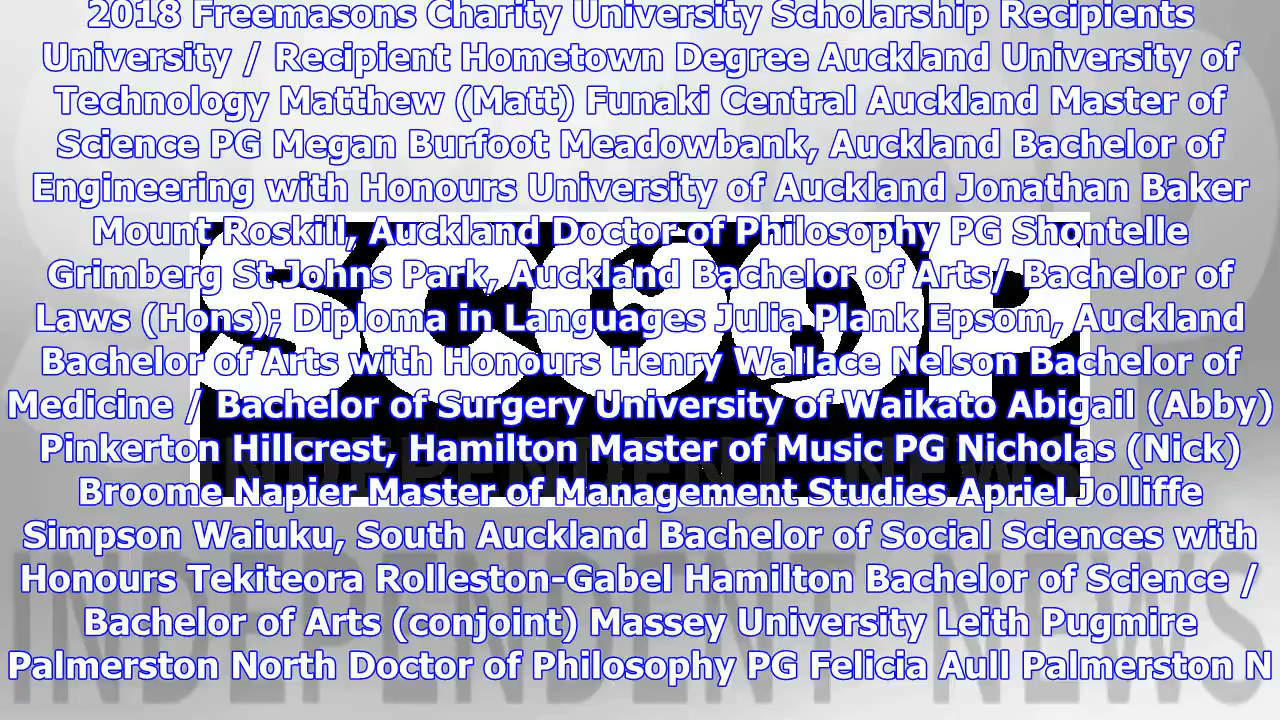 2018 Freemasons Charity University Scholarship Recipients
University / Recipient Hometown Degree Auckland University of
Technology Matthew (Matt) Funaki Central Auckland Master of
Science PG Megan Burfoot Meadowbank, Auckland Bachelor of
Engineering with Honours University of Auckland Jonathan Baker
Mount Roskill, Auckland Doctor of Philosophy PG Shontelle
Grimberg St Johns Park, Auckland Bachelor of Arts/ Bachelor of
Laws (Hons); Diploma in Languages Julia Plank Epsom, Auckland
Bachelor of Arts with Honours Henry Wallace Nelson Bachelor of
Medicine / Bachelor of Surgery University of Waikato Abigail (Abby)
Pinkerton Hillcrest, Hamilton Master of Music PG Nicholas (Nick)
Broome Napier Master of Management Studies Apriel Jolliffe
Simpson Waiuku, South Auckland Bachelor of Social Sciences with
Honours Tekiteora Rolleston-Gabel Hamilton Bachelor of Science /
Bachelor of Arts (conjoint) Massey University Leith Pugmire
Palmerston North Doctor of Philosophy PG Felicia Aull Palmerston N
SCOOP
INDEPENDENT NEWS
INDEPENDENT NEWS